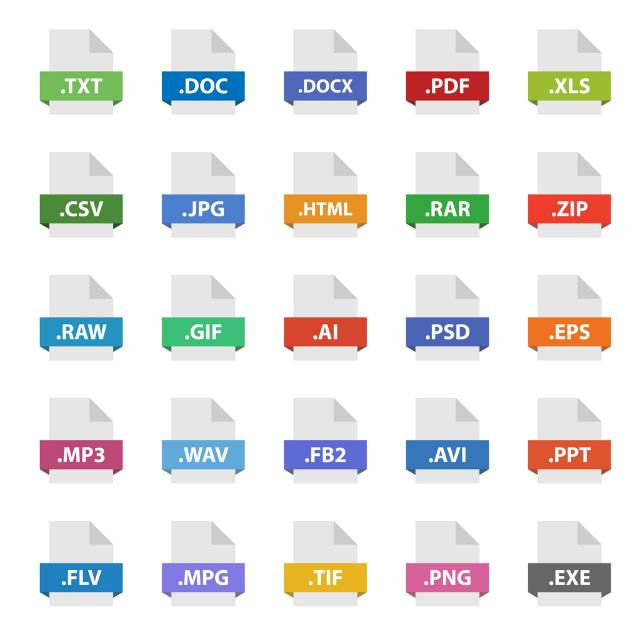 .TXT .DOC .DOCX .PDF .XLS
.CSV .JPG .HTML .RAR .ZIP
.RAW .GIF .AI .PSD .EPS
.MP3 .WAV .FB2 .AVI .PPT
.FLV .MPG .TIF .PNG .EXE